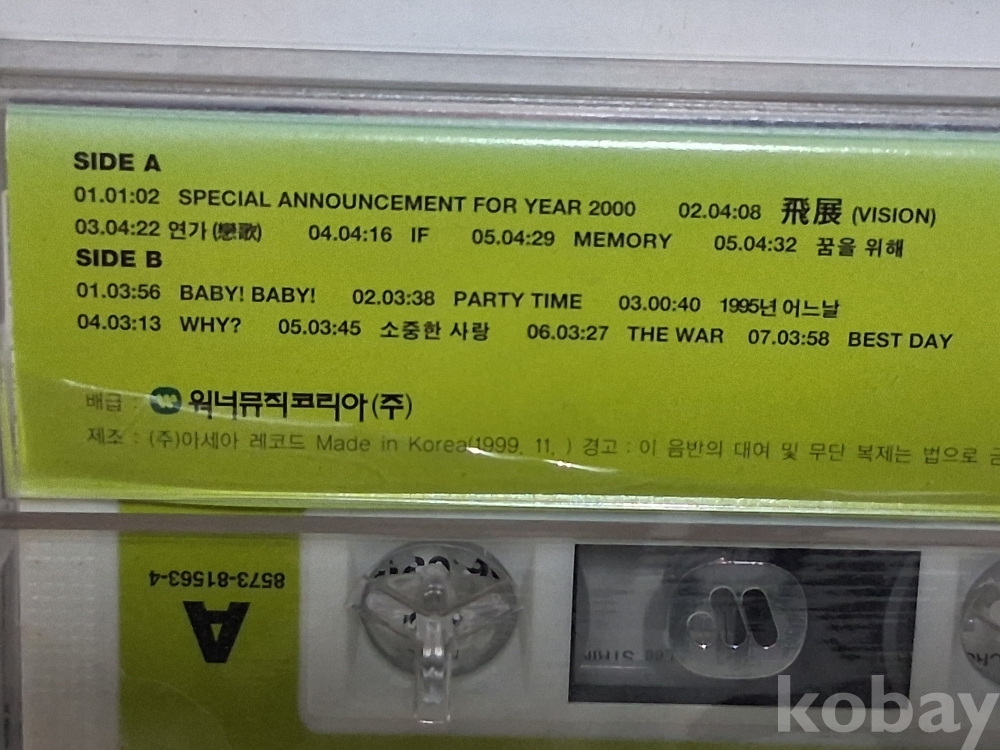 SIDE A
01.01:02 SPECIAL ANNOUNCEMENT FOR YEAR 2000 02.04:08 飛展 (VISION)
03.04:22 연가 (戀歌) 04.04:16 IF 05.04:29 MEMORY 05.04:32 꿈을 위해
SIDE B
01.03:56 BABY! BABY! 02.03:38 PARTY TIME 03.00:40 1995년 어느날
04.03:13 WHY? 05.03:45 소중한 사랑 06.03:27 THE WAR 07.03:58 BEST DAY
배급 : 워너뮤직코리아(주)
제조 : (주)아세아 레코드 Made in Korea(1999. 11. ) 경고 : 이 음반의 대여 및 무단 복제는 법으로 금
8573-81563-4
A
kobay